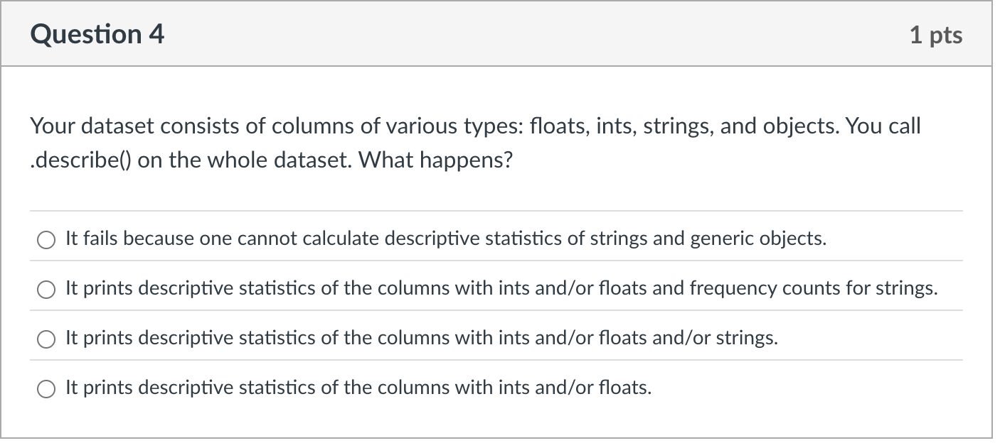 Question 4
1 pts
Your dataset consists of columns of various types: floats, ints, strings, and objects. You call
.describe() on the whole dataset. What happens?
It fails because one cannot calculate descriptive statistics of strings and generic objects.
It prints descriptive statistics of the columns with ints and/or floats and frequency counts for strings.
It prints descriptive statistics of the columns with ints and/or floats and/or strings.
It prints descriptive statistics of the columns with ints and/or floats.